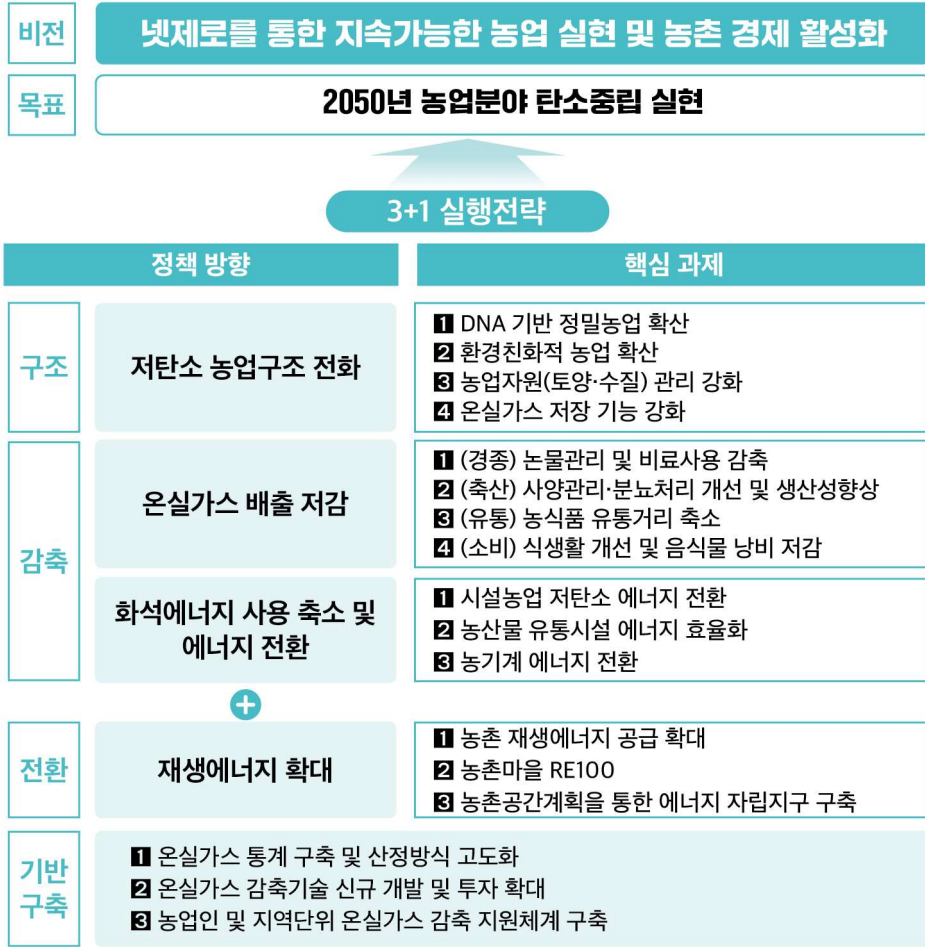 비전
넷제로를 통한 지속가능한 농업 실현 및 농촌 경제 활성화
목표
2050년 농업분야 탄소중립 실현
3+1 실행전략
정책 방향
핵심 과제
구조
저탄소 농업구조 전화
1 DNA 기반 정밀농업 확산
2 환경친화적 농업 확산
3 농업자원(토양·수질) 관리 강화
4 온실가스 저장 기능 강화
감축
온실가스 배출 저감
1 (경종) 논물관리 및 비료사용 감축
2 (축산) 사양관리·분뇨처리 개선 및 생산성향상
3 (유통) 농식품 유통거리 축소
4 (소비) 식생활 개선 및 음식물 낭비 저감
화석에너지 사용 축소 및
에너지 전환
1 시설농업 저탄소 에너지 전환
2 농산물 유통시설 에너지 효율화
3 농기계 에너지 전환
+
전환
재생에너지 확대
1 농촌 재생에너지 공급 확대
2 농촌마을 RE100
3 농촌공간계획을 통한 에너지 자립지구 구축
기반
구축
1 온실가스 통계 구축 및 산정방식 고도화
2 온실가스 감축기술 신규 개발 및 투자 확대
3 농업인 및 지역단위 온실가스 감축 지원체계 구축